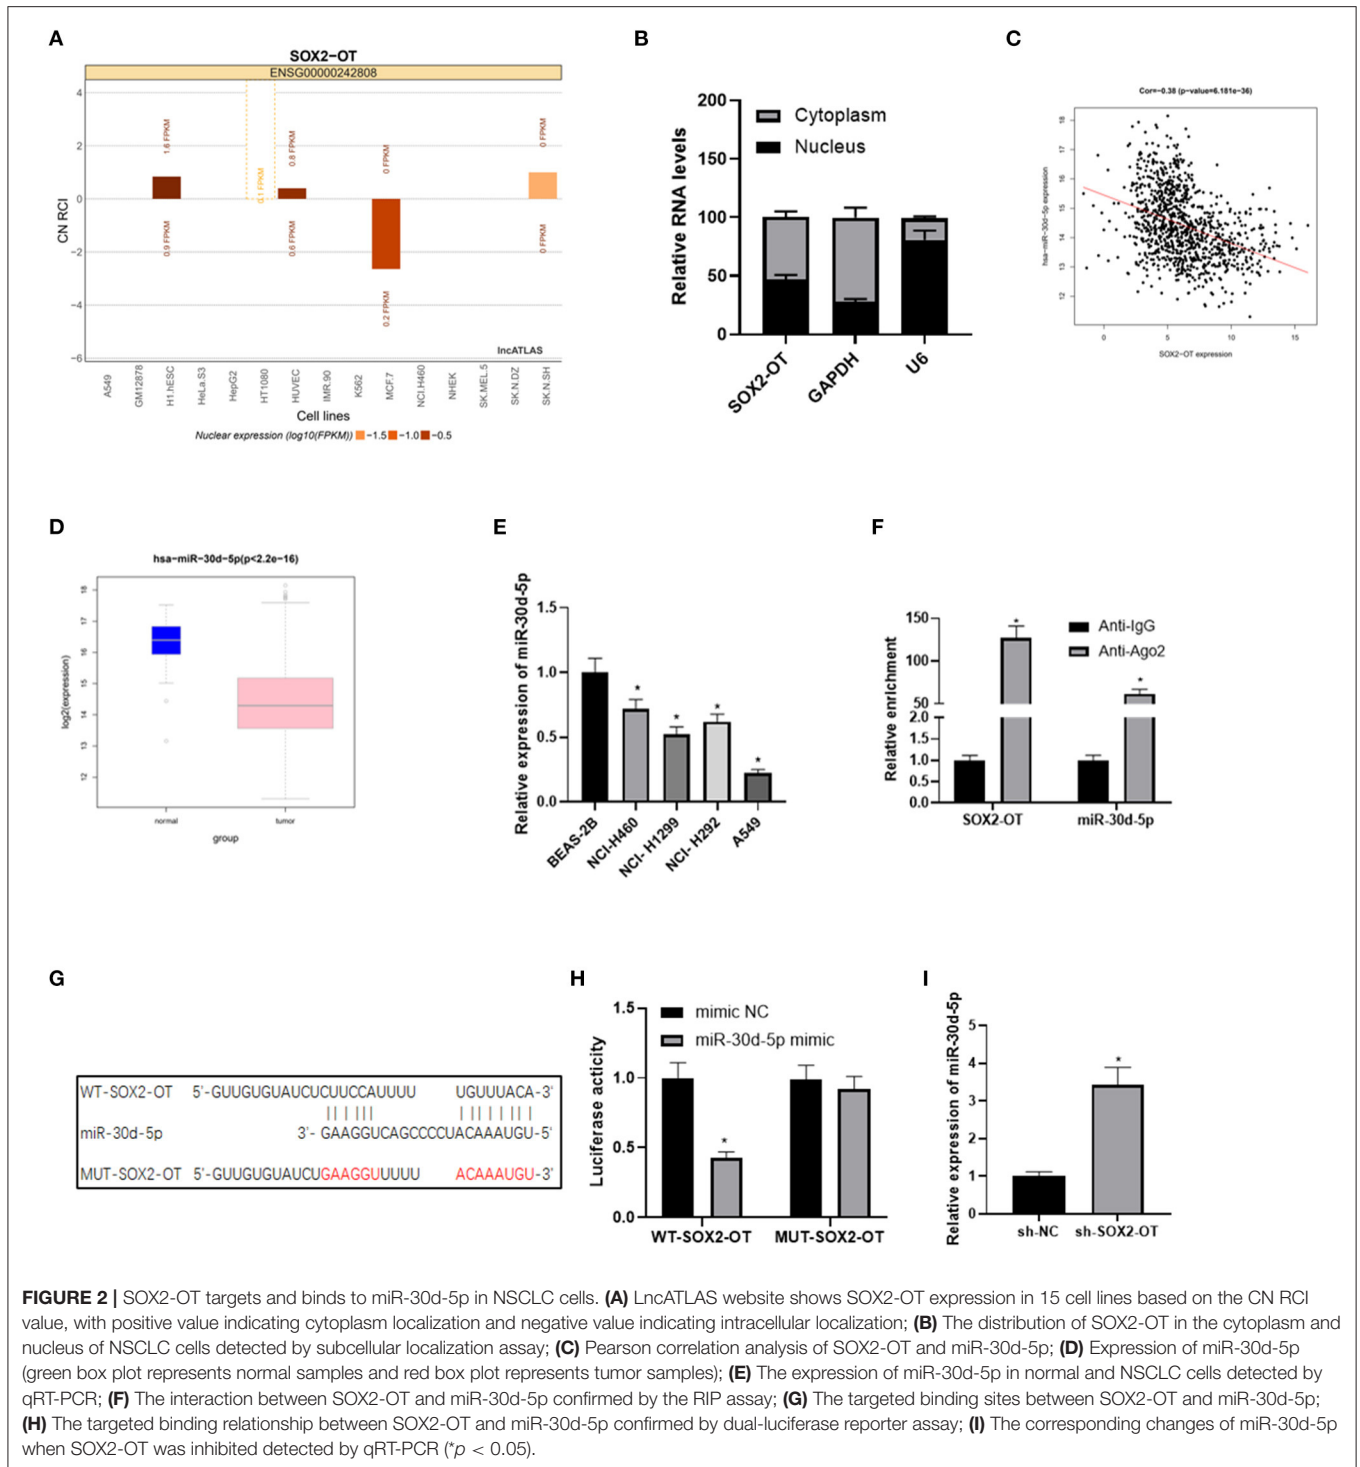 A
SOX2-OT
ENSG00000242808
4
2
0
-2
-4
-6
CN RCI
1.6 FPKM
0.9 FPKM
0.1 FPKM
0.8 FPKM
0.6 FPKM
0 FPKM
0.2 FPKM
0 FPKM
0 FPKM
lncATLAS
A549
GM12878
H1.hESC
HeLa.S3
HepG2
HT1080
HUVEC
IMR.90
K562
MCF.7
NCI.H460
NHEK
SK.MEL.5
SK.N.DZ
SK.N.SH
Cell lines
Nuclear expression (log10(FPKM)) -1.5 -1.0 -0.5
B
Relative RNA levels
200
150
100
50
0
Cytoplasm
Nucleus
SOX2-OT
GAPDH
U6
C
Cor=-0.38 (p-value=6.181e-36)
hsa-miR-30d-5p expression
18
17
16
15
14
13
12
0 5 10 15
SOX2-OT expression
D
hsa-miR-30d-5p(p<2.2e-16)
log2(expression)
18
17
16
15
14
13
12
normal tumor
group
E
Relative expression of miR-30d-5p
1.5
1.0
0.5
0.0
* * * *
BEAS-2B
NCI-H460
NCI- H1299
NCI- H292
A549
F
Relative enrichment
150
100
50
2.0
1.5
1.0
0.5
0.0
Anti-IgG
Anti-Ago2
* *
SOX2-OT miR-30d-5p
G
WT-SOX2-OT 5'-GUUGUGUAUCUCUUCCAUUUU UGUUUACA-3'
miR-30d-5p 3'- GAAGGUCAGCCCCUACAAAUGU-5'
MUT-SOX2-OT 5'-GUUGUGUAUCUGAAGGUUUUU ACAAAUGU-3'
H
Luciferase acticity
1.5
1.0
0.5
0.0
mimic NC
miR-30d-5p mimic
*
WT-SOX2-OT MUT-SOX2-OT
I
Relative expression of miR-30d-5p
5
4
3
2
1
0
*
sh-NC sh-SOX2-OT
FIGURE 2 | SOX2-OT targets and binds to miR-30d-5p in NSCLC cells. (A) LncATLAS website shows SOX2-OT expression in 15 cell lines based on the CN RCI
value, with positive value indicating cytoplasm localization and negative value indicating intracellular localization; (B) The distribution of SOX2-OT in the cytoplasm and
nucleus of NSCLC cells detected by subcellular localization assay; (C) Pearson correlation analysis of SOX2-OT and miR-30d-5p; (D) Expression of miR-30d-5p
(green box plot represents normal samples and red box plot represents tumor samples); (E) The expression of miR-30d-5p in normal and NSCLC cells detected by
qRT-PCR; (F) The interaction between SOX2-OT and miR-30d-5p confirmed by the RIP assay; (G) The targeted binding sites between SOX2-OT and miR-30d-5p;
(H) The targeted binding relationship between SOX2-OT and miR-30d-5p confirmed by dual-luciferase reporter assay; (I) The corresponding changes of miR-30d-5p
when SOX2-OT was inhibited detected by qRT-PCR (*p < 0.05).